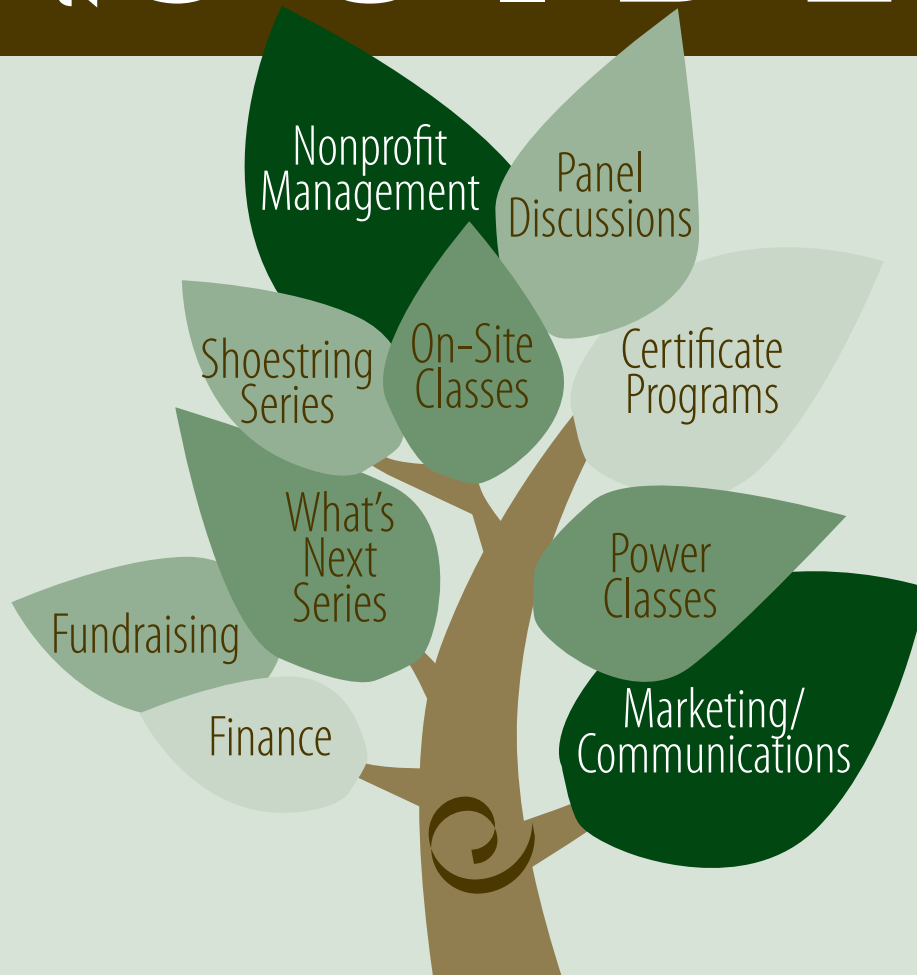 Nonprofit
Management
Panel
Discussions
Shoestring
Series
On-Site
Classes
Certificate
Programs
What's
Next
Series
Power
Classes
Fundraising
Finance
Marketing/
Communications